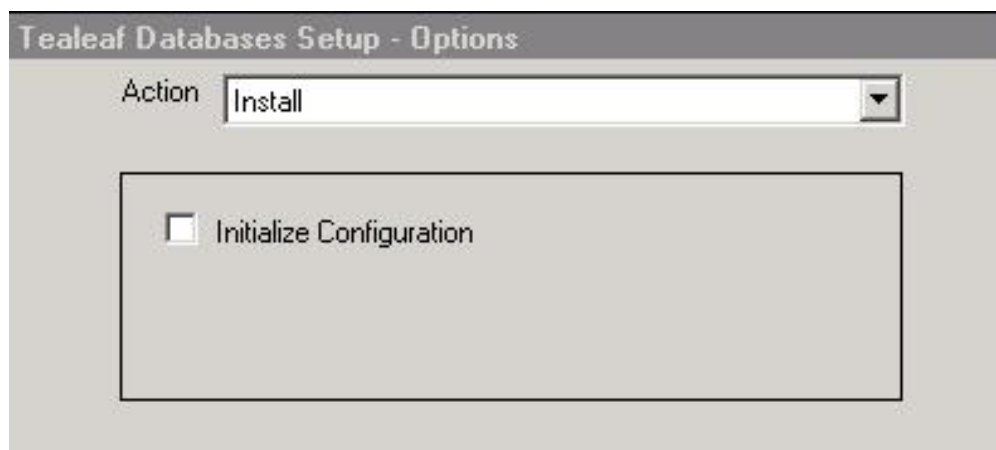 Tealeaf Databases Setup - Options
Action
Install
Initialize Configuration